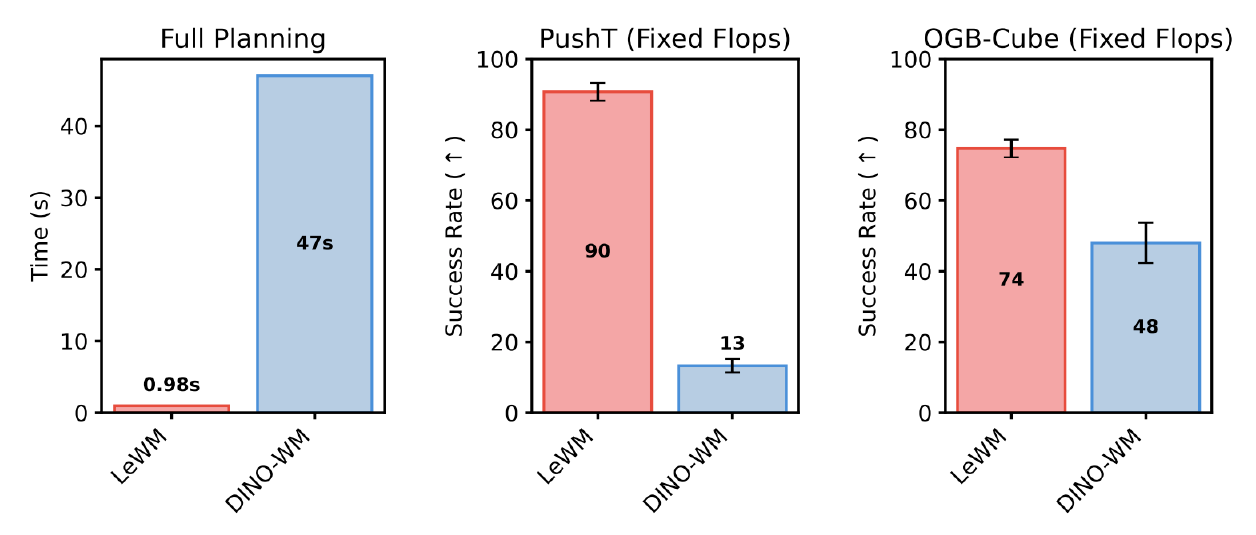 Full Planning
Time (s)
40
30
20
10
0
0.98s
47s
LeWM
DINO-WM
PushT (Fixed Flops)
Success Rate (↑)
100
80
60
40
20
0
90
13
LeWM
DINO-WM
OGB-Cube (Fixed Flops)
Success Rate (↑)
100
80
60
40
20
0
74
48
LeWM
DINO-WM